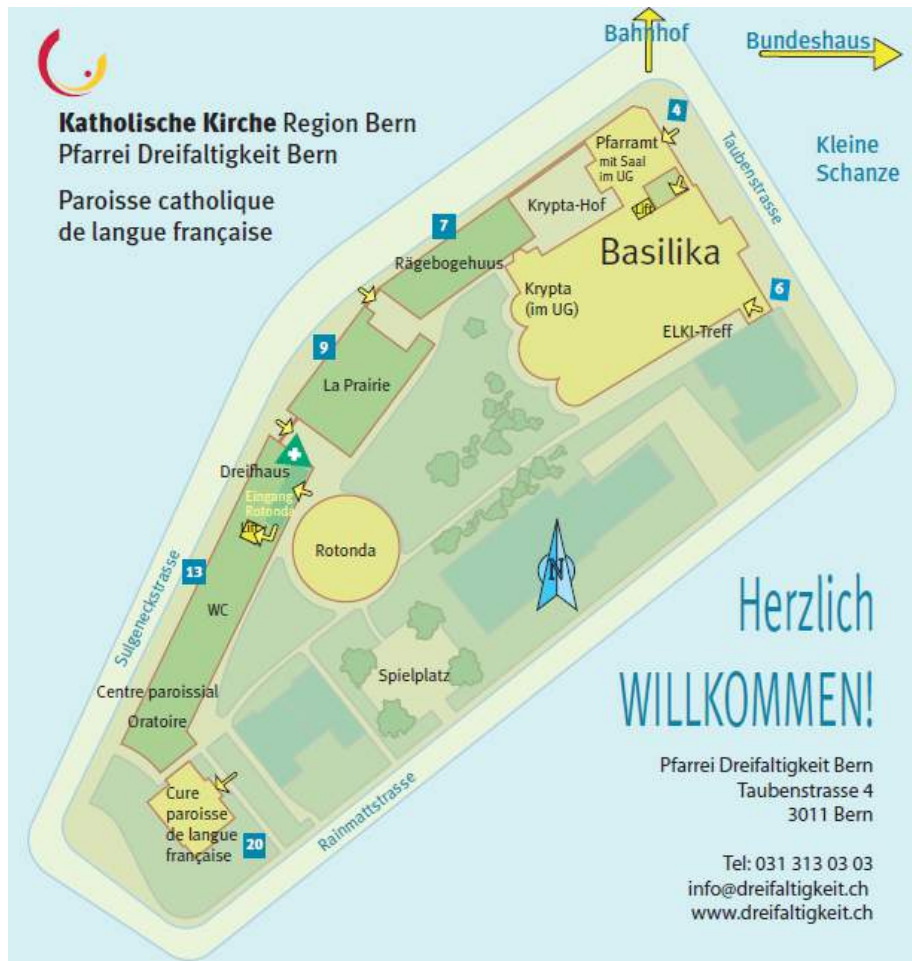 Bahnhof
Bundeshaus
Katholische Kirche Region Bern
Pfarrei Dreifaltigkeit Bern
Paroisse catholique
de langue française
4
Pfarramt
mit Saal
im UG
Taubenstrasse
Kleine
Schanze
Krypta-Hof
Lift
7
Rägebogehuus
Basilika
Krypta
(im UG)
6
ELKI-Treff
9
La Prairie
Dreifhaus
Eingang
Rotonda
Lift
Rotonda
N
13
Sulgeneckstrasse
WC
Herzlich
WILLKOMMEN!
Spielplatz
Centre paroissial
Oratoire
Cure
paroisse
de langue
française
20
Rainmattstrasse
Pfarrei Dreifaltigkeit Bern
Taubenstrasse 4
3011 Bern
Tel: 031 313 03 03
info@dreifaltigkeit.ch
www.dreifaltigkeit.ch